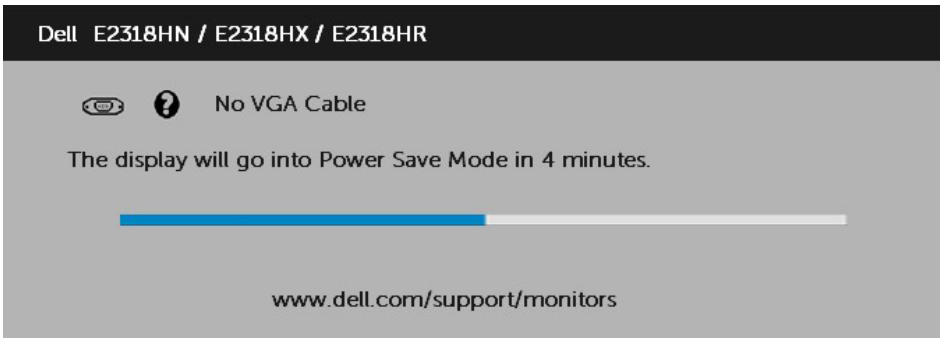 Dell E2318HN / E2318HX / E2318HR
No VGA Cable
The display will go into Power Save Mode in 4 minutes.
www.dell.com/support/monitors